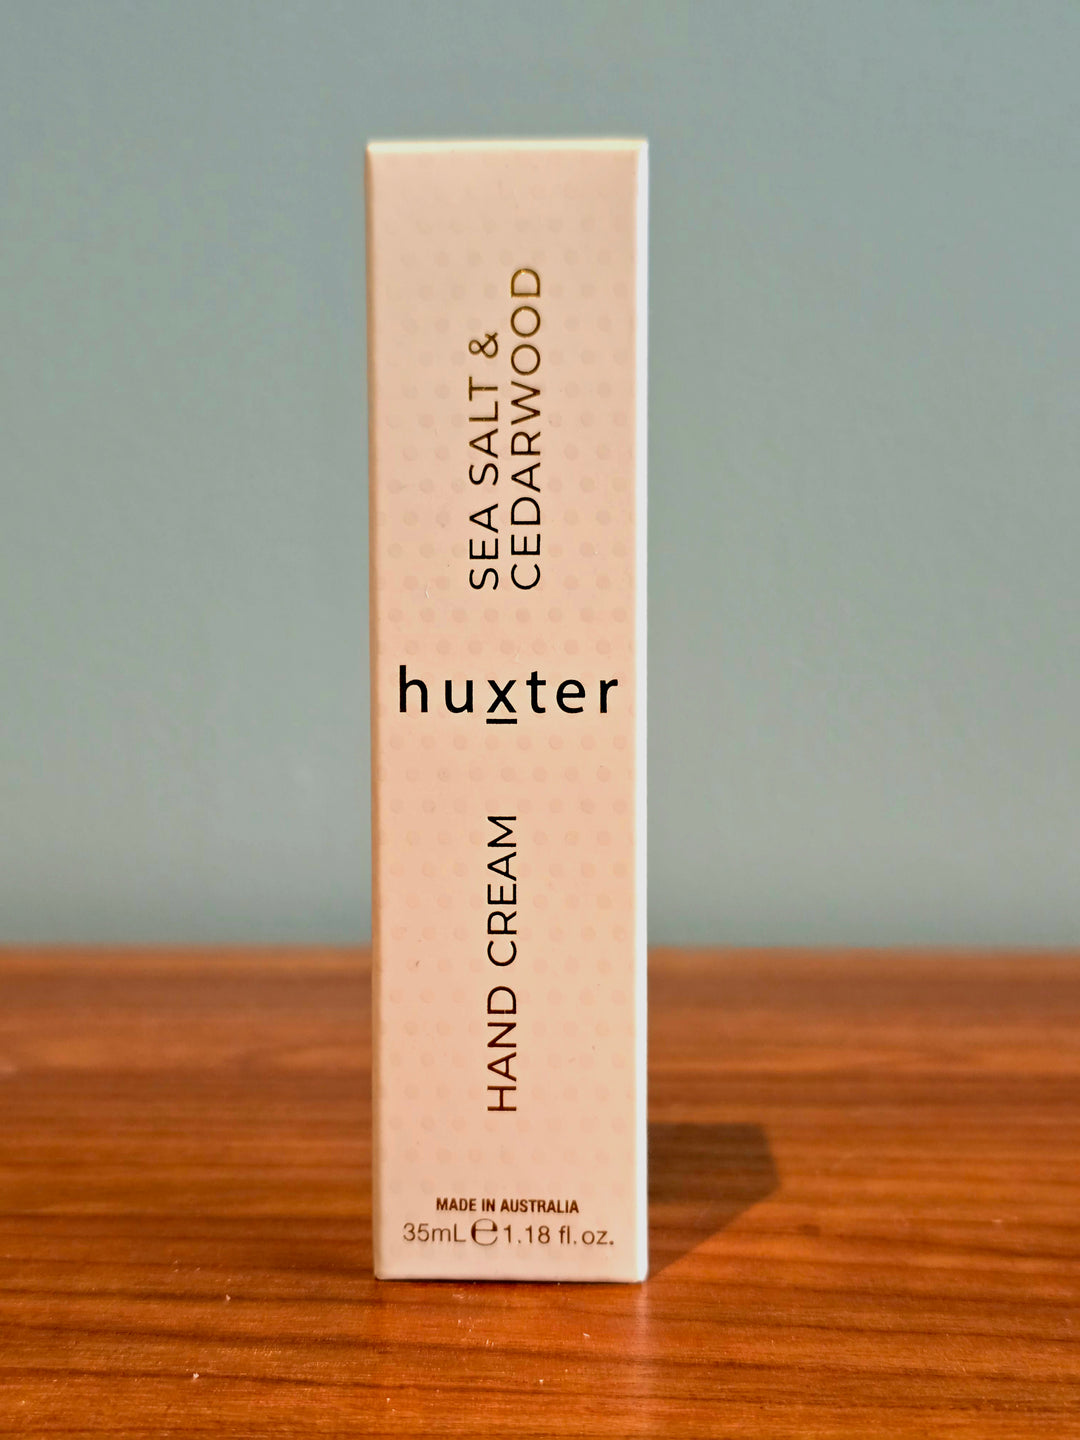 SEA SALT &
CEDARWOOD
huxter
HAND CREAM
MADE IN AUSTRALIA
35mL℮1.18 fl.oz.